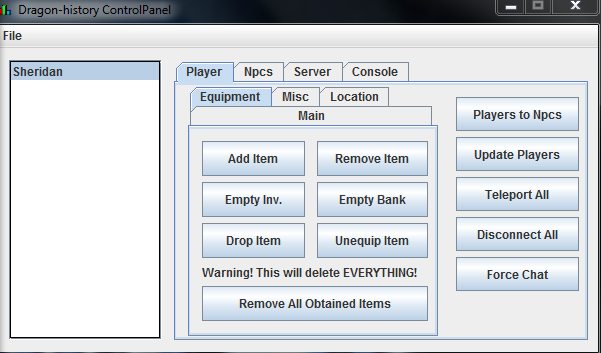 Dragon-history ControlPanel
File
Sheridan
Player Npcs Server Console
Equipment Misc Location
Main
Add Item Remove Item
Empty Inv. Empty Bank
Drop Item Unequip Item
Warning! This will delete EVERYTHING!
Remove All Obtained Items
Players to Npcs
Update Players
Teleport All
Disconnect All
Force Chat